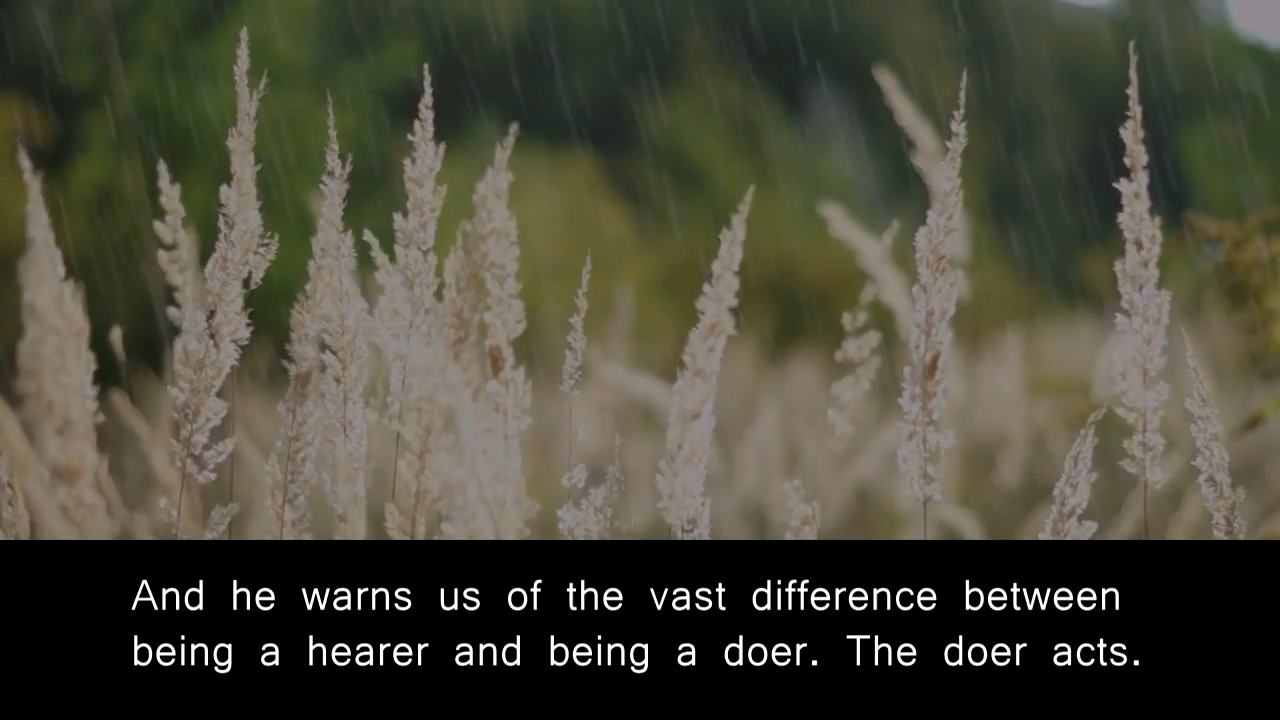 And he warns us of the vast difference between
being a hearer and being a doer. The doer acts.